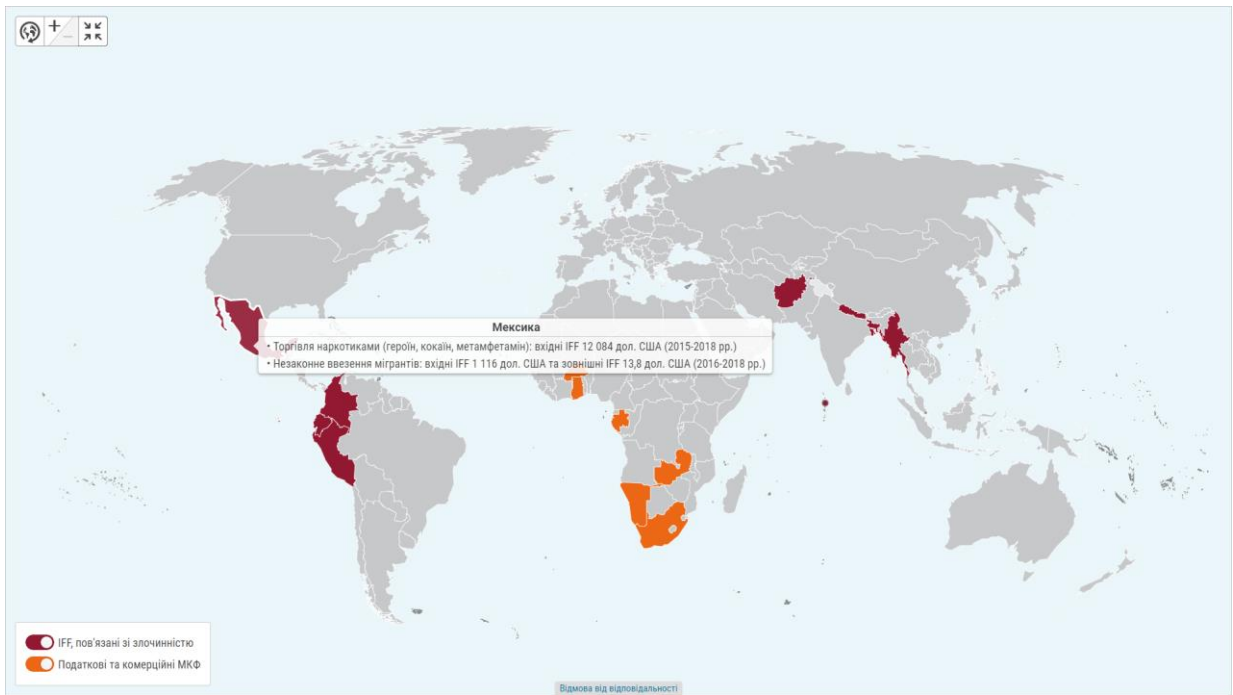 Мексика
• Торгівля наркотиками (героїн, кокаїн, метамфетамін): вхідні IFF 12 084 дол. США (2015-2018 рр.)
• Незаконне ввезення мігрантів: вхідні IFF 1 116 дол. США та зовнішні IFF 13,8 дол. США (2016-2018 рр.)
IFF, пов'язані зі злочинністю
Податкові та комерційні МКФ
Відмова від відповідальності